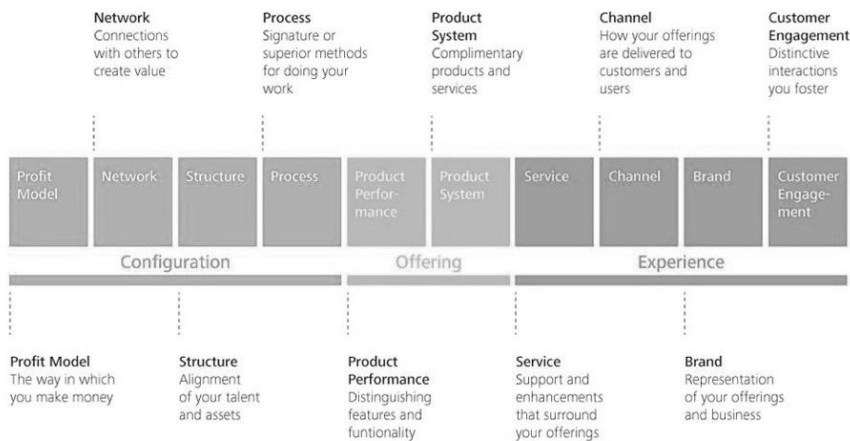 Network
Connections
with others to
create value
Process
Signature or
superior methods
for doing your
work
Product
System
Complimentary
products and
services
Channel
How your offerings
are delivered to
customers and
users
Customer
Engagement
Distinctive
interactions
you foster
Profit
Model
Network
Structure
Process
Product
Perfor-
mance
Product
System
Service
Channel
Brand
Customer
Engage-
ment
Configuration
Offering
Experience
Profit Model
The way in which
you make money
Structure
Alignment
of your talent
and assets
Product
Performance
Distinguishing
features and
funtionality
Service
Support and
enhancements
that surround
your offerings
Brand
Representation
of your offerings
and business